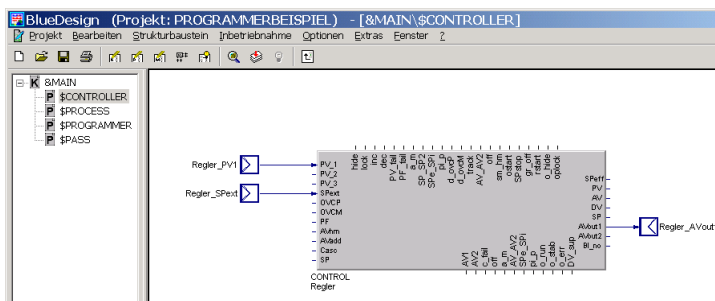 BlueDesign (Projekt: PROGRAMMERBEISPIEL) - [&MAIN\$CONTROLLER]
Projekt Bearbeiten Strukturbaustein Inbetriebnahme Optionen Extras Fenster ?
K &MAIN
P $CONTROLLER
P $PROCESS
P $PROGRAMMER
P $PASS
hide
lock
inc
dec
PV_fail
PF_fail
a_m
SP_SP2
SPe_SPi
pi_p
d_ovcP
d_ovcM
track
AV_AV2
off
sm_hm
ostart
SPstop
gr_off
rstart
o_hide
oplock
Regler_PV1
Regler_SPext
PV_1
PV_2
PV_3
SPext
OVCP
OVCM
PF
AVhm
AVadd
Caso
SP
SPeff
PV
AV
DV
SP
AVout1
AVout2
Bl_no
Regler_AVout
AV1
AV2
c_fail
off
a_m
AV_AV2
SPe_SPi
pi_p
o_run
o_stab
o_err
DV_sup
CONTROL
Regler